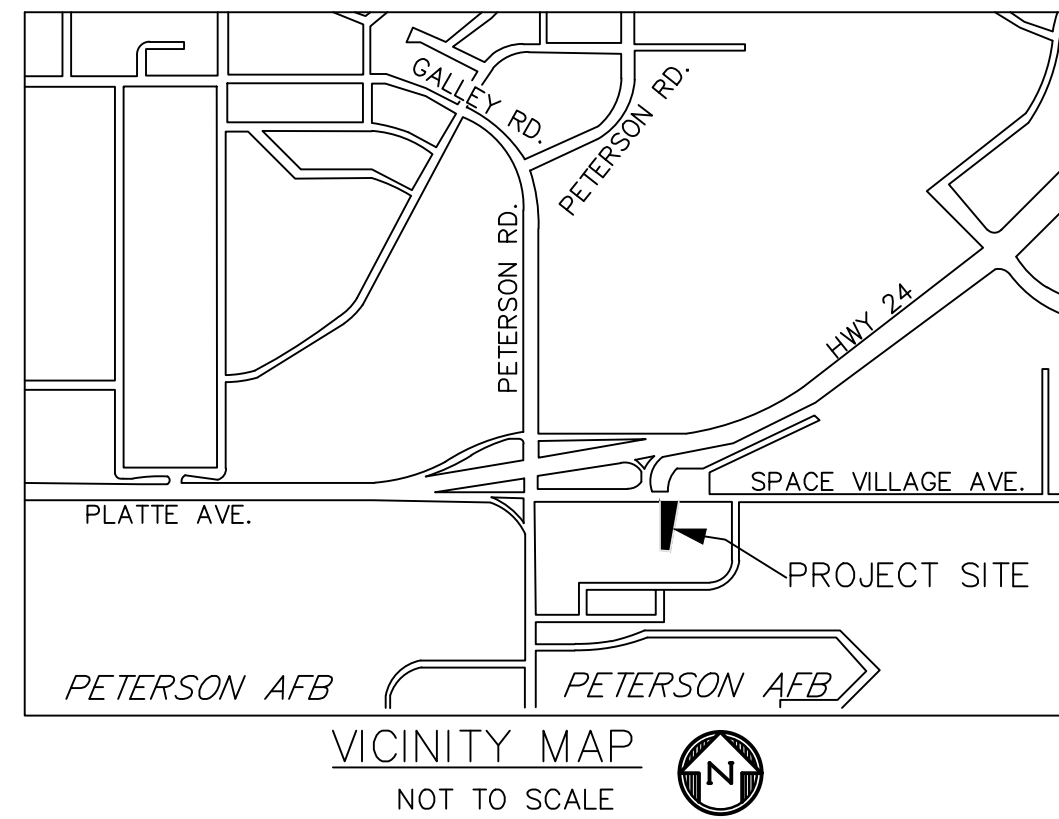 GALLEY RD.
PETERSON RD.
PETERSON RD.
HWY 24
SPACE VILLAGE AVE.
PLATTE AVE.
PROJECT SITE
PETERSON AFB
PETERSON AFB
VICINITY MAP
N
NOT TO SCALE